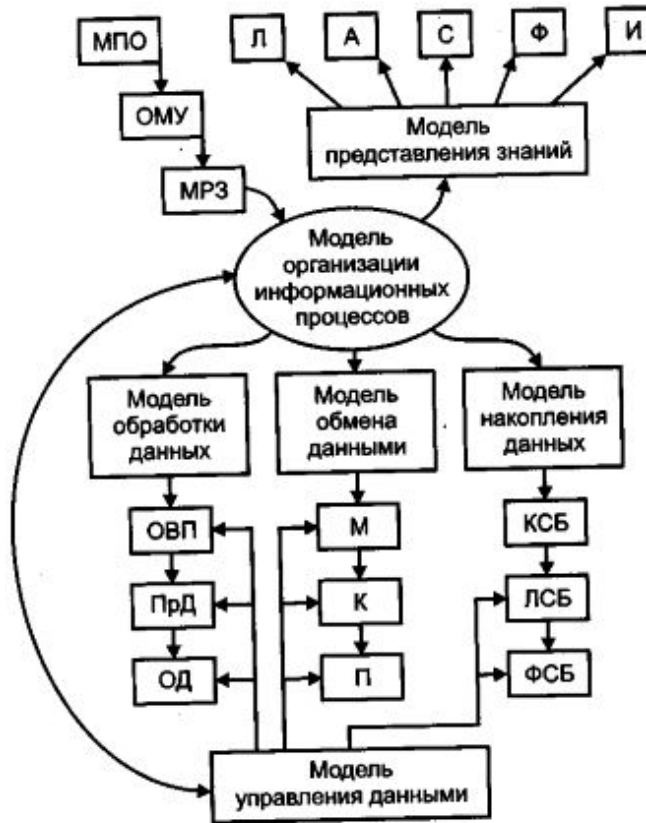 МПО
Л
А
С
Ф
И
ОМУ
Модель
представления знаний
МРЗ
Модель
организации
информационных
процессов
Модель
обработки
данных
Модель
обмена
данными
Модель
накопления
данных
ОВП
М
КСБ
ПрД
К
ЛСБ
ОД
П
ФСБ
Модель
управления данными